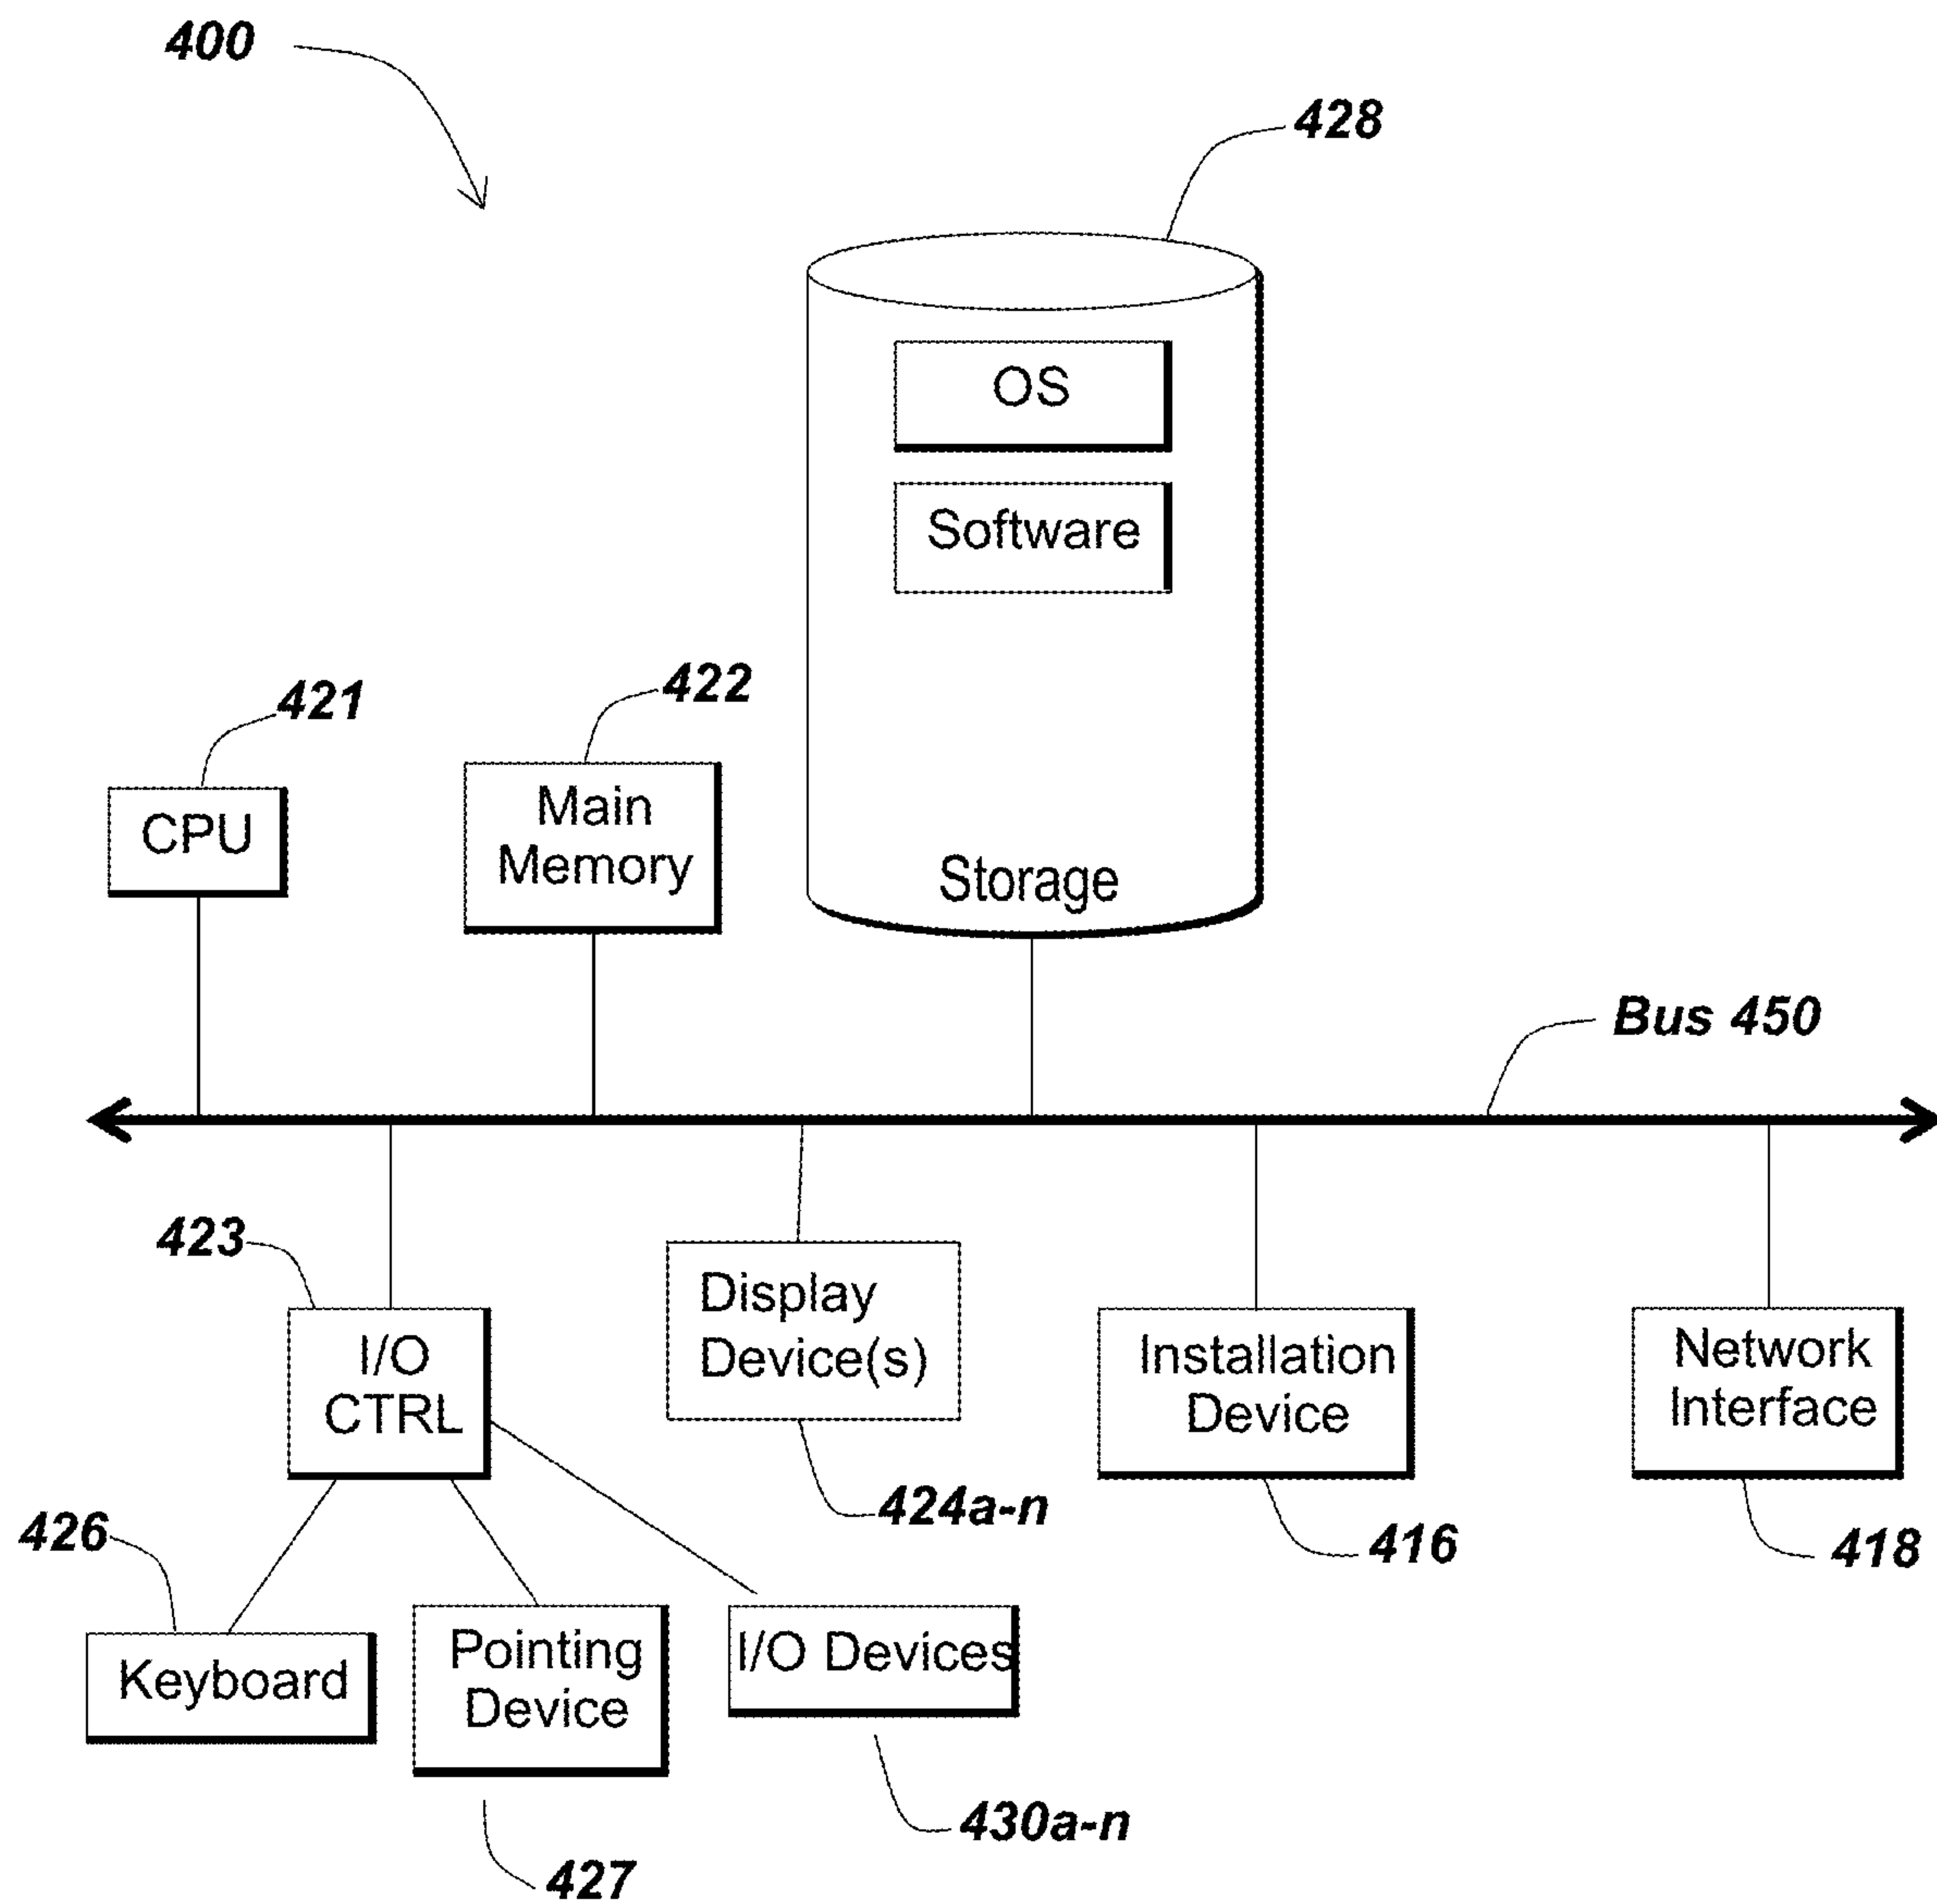 400
428
OS
Software
421
422
CPU
Main
Memory
Storage
Bus 450
423
Display
Device(s)
I/O
CTRL
Installation
Device
Network
Interface
424a-n
416
418
426
Keyboard
Pointing
Device
I/O Devices
430a-n
427